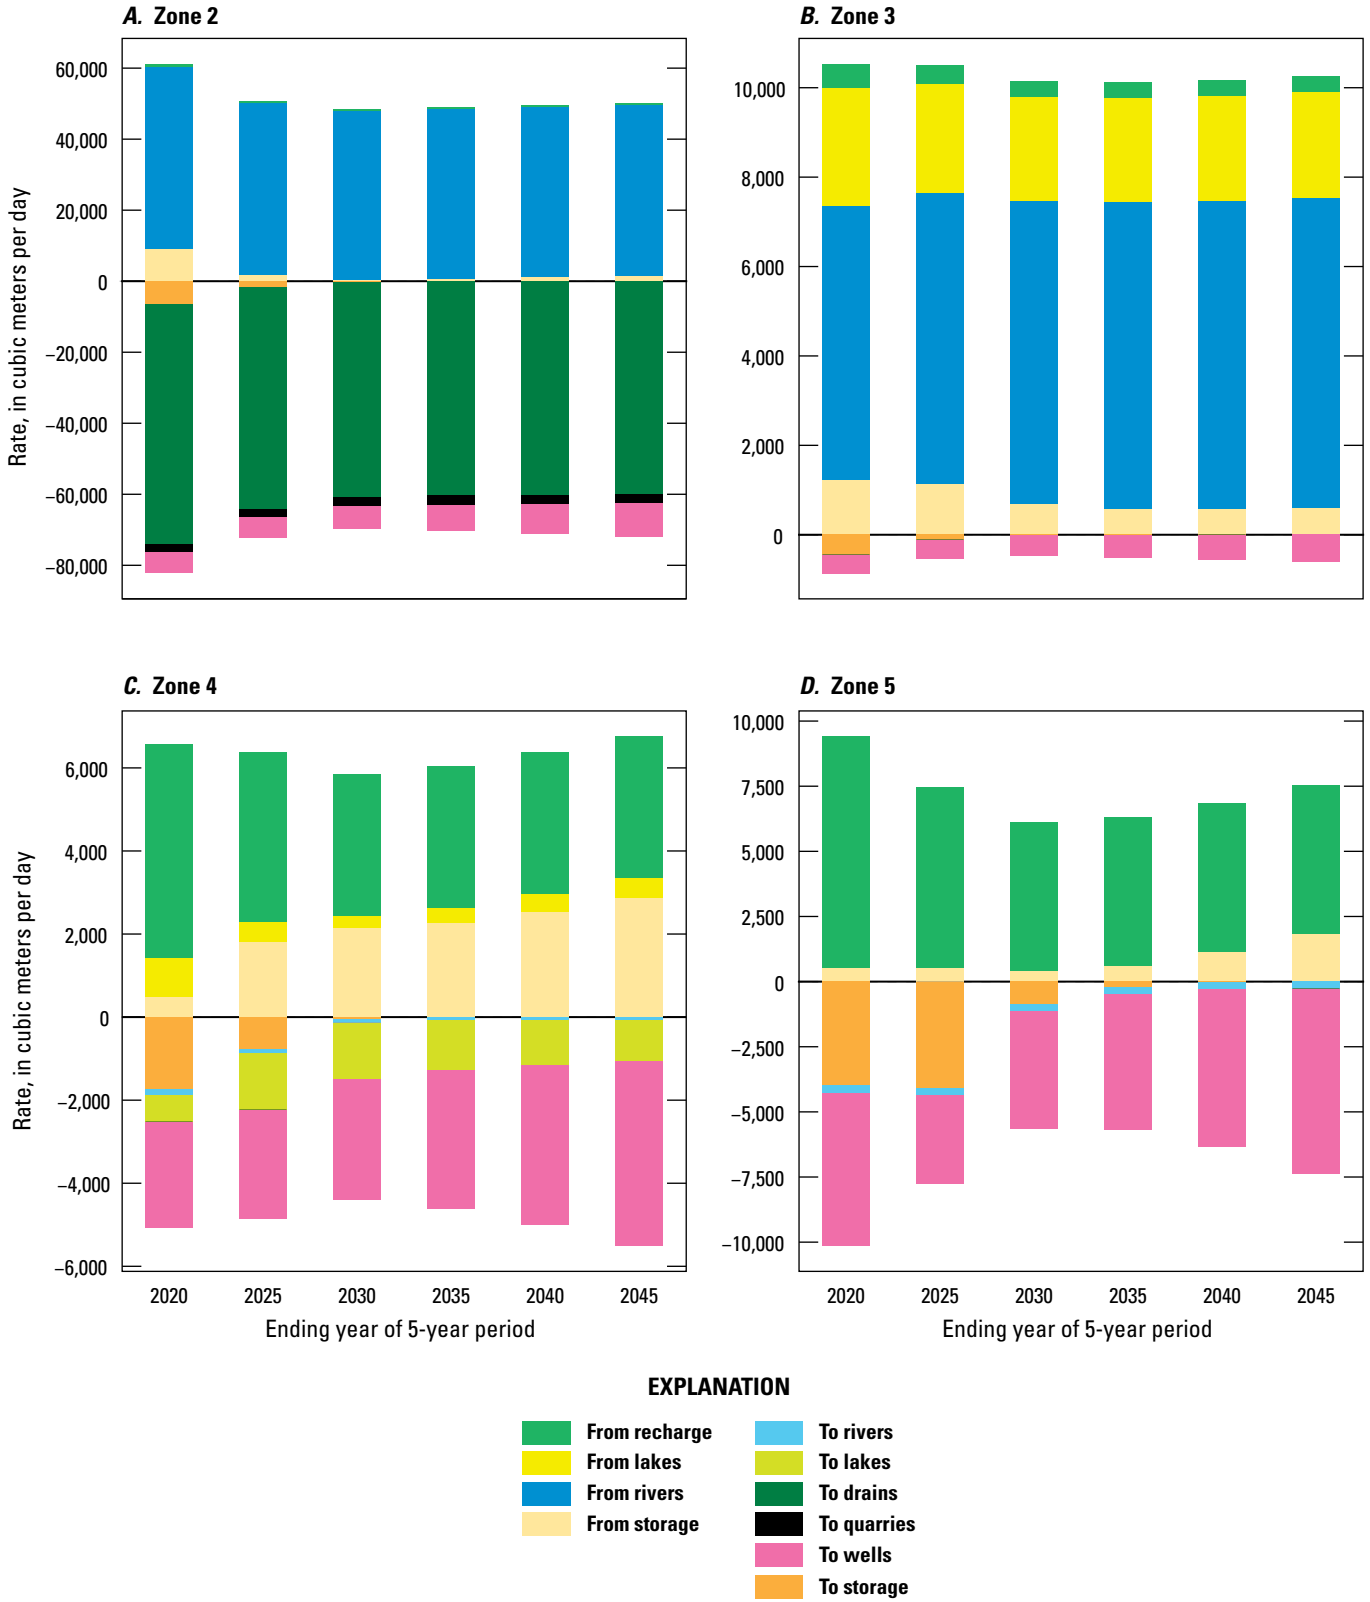 A. Zone 2
60,000
40,000
20,000
0
–20,000
–40,000
–60,000
–80,000
Rate, in cubic meters per day
B. Zone 3
10,000
8,000
6,000
4,000
2,000
0
C. Zone 4
6,000
4,000
2,000
0
–2,000
–4,000
–6,000
Rate, in cubic meters per day
2020 2025 2030 2035 2040 2045
Ending year of 5-year period
D. Zone 5
10,000
7,500
5,000
2,500
0
–2,500
–5,000
–7,500
–10,000
2020 2025 2030 2035 2040 2045
Ending year of 5-year period
EXPLANATION
From recharge
From lakes
From rivers
From storage
To rivers
To lakes
To drains
To quarries
To wells
To storage